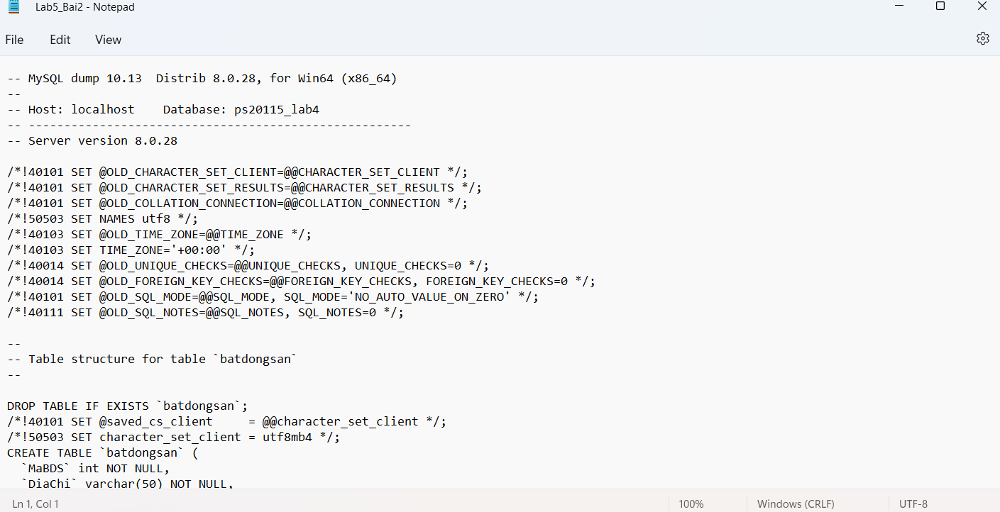 Lab5_Bai2 - Notepad
File Edit View
-- MySQL dump 10.13  Distrib 8.0.28, for Win64 (x86_64)
--
-- Host: localhost    Database: ps20115_lab4
-- ------------------------------------------------------
-- Server version 8.0.28

/*!40101 SET @OLD_CHARACTER_SET_CLIENT=@@CHARACTER_SET_CLIENT */;
/*!40101 SET @OLD_CHARACTER_SET_RESULTS=@@CHARACTER_SET_RESULTS */;
/*!40101 SET @OLD_COLLATION_CONNECTION=@@COLLATION_CONNECTION */;
/*!50503 SET NAMES utf8 */;
/*!40103 SET @OLD_TIME_ZONE=@@TIME_ZONE */;
/*!40103 SET TIME_ZONE='+00:00' */;
/*!40014 SET @OLD_UNIQUE_CHECKS=@@UNIQUE_CHECKS, UNIQUE_CHECKS=0 */;
/*!40014 SET @OLD_FOREIGN_KEY_CHECKS=@@FOREIGN_KEY_CHECKS, FOREIGN_KEY_CHECKS=0 */;
/*!40101 SET @OLD_SQL_MODE=@@SQL_MODE, SQL_MODE='NO_AUTO_VALUE_ON_ZERO' */;
/*!40111 SET @OLD_SQL_NOTES=@@SQL_NOTES, SQL_NOTES=0 */;

--
-- Table structure for table `batdongsan`
--

DROP TABLE IF EXISTS `batdongsan`;
/*!40101 SET @saved_cs_client     = @@character_set_client */;
/*!50503 SET character_set_client = utf8mb4 */;
CREATE TABLE `batdongsan` (
  `MaBDS` int NOT NULL,
  `DiaChi` varchar(50) NOT NULL,
Ln 1, Col 1 100% Windows (CRLF) UTF-8